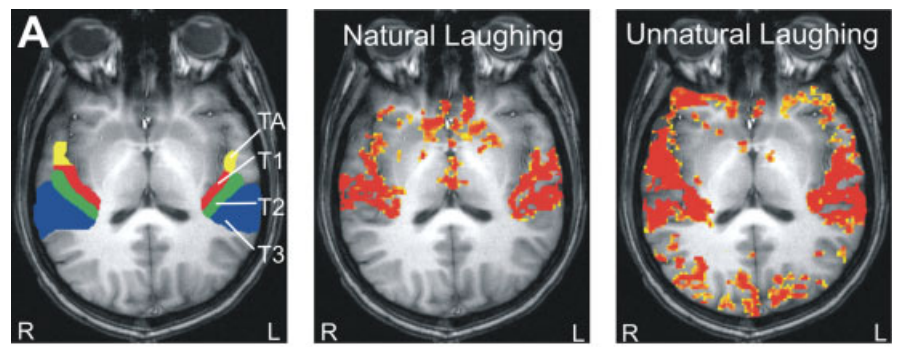 A
Natural Laughing
Unnatural Laughing
TA
T1
T2
T3
R
L
R
L
R
L